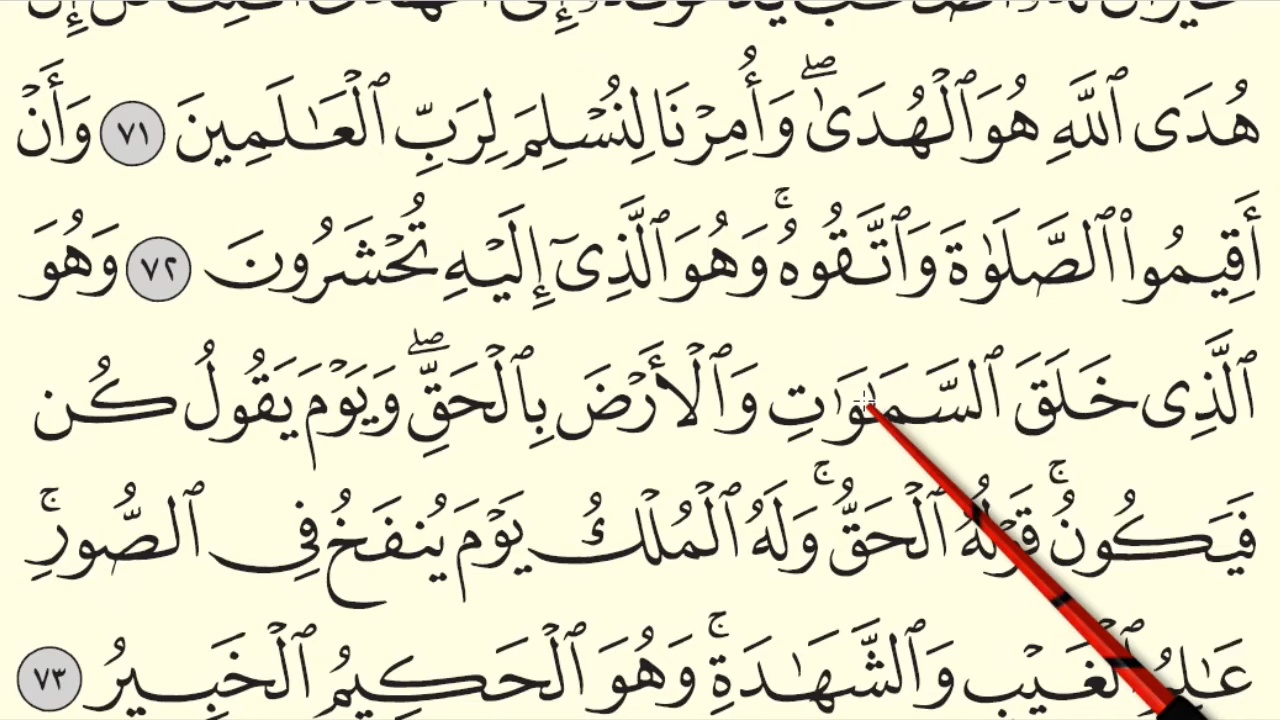 هُدَى ٱللَّهِ هُوَ ٱلْهُدَىٰ ۖ وَأُمِرْنَا لِنُسْلِمَ لِرَبِّ ٱلْعَـٰلَمِينَ ٧١ وَأَنْ
أَقِيمُوا۟ ٱلصَّلَوٰةَ وَٱتَّقُوهُ ۚ وَهُوَ ٱلَّذِىٓ إِلَيْهِ تُحْشَرُونَ ٧٢ وَهُوَ
ٱلَّذِى خَلَقَ ٱلسَّمَـٰوَٰتِ وَٱلْأَرْضَ بِٱلْحَقِّ ۖ وَيَوْمَ يَقُولُ كُن
فَيَكُونُ ۚ قَوْلُهُ ٱلْحَقُّ ۚ وَلَهُ ٱلْمُلْكُ يَوْمَ يُنفَخُ فِى ٱلصُّورِ ۚ
عَـٰلِمُ ٱلْغَيْبِ وَٱلشَّهَـٰدَةِ ۚ وَهُوَ ٱلْحَكِيمُ ٱلْخَبِيرُ ٧٣